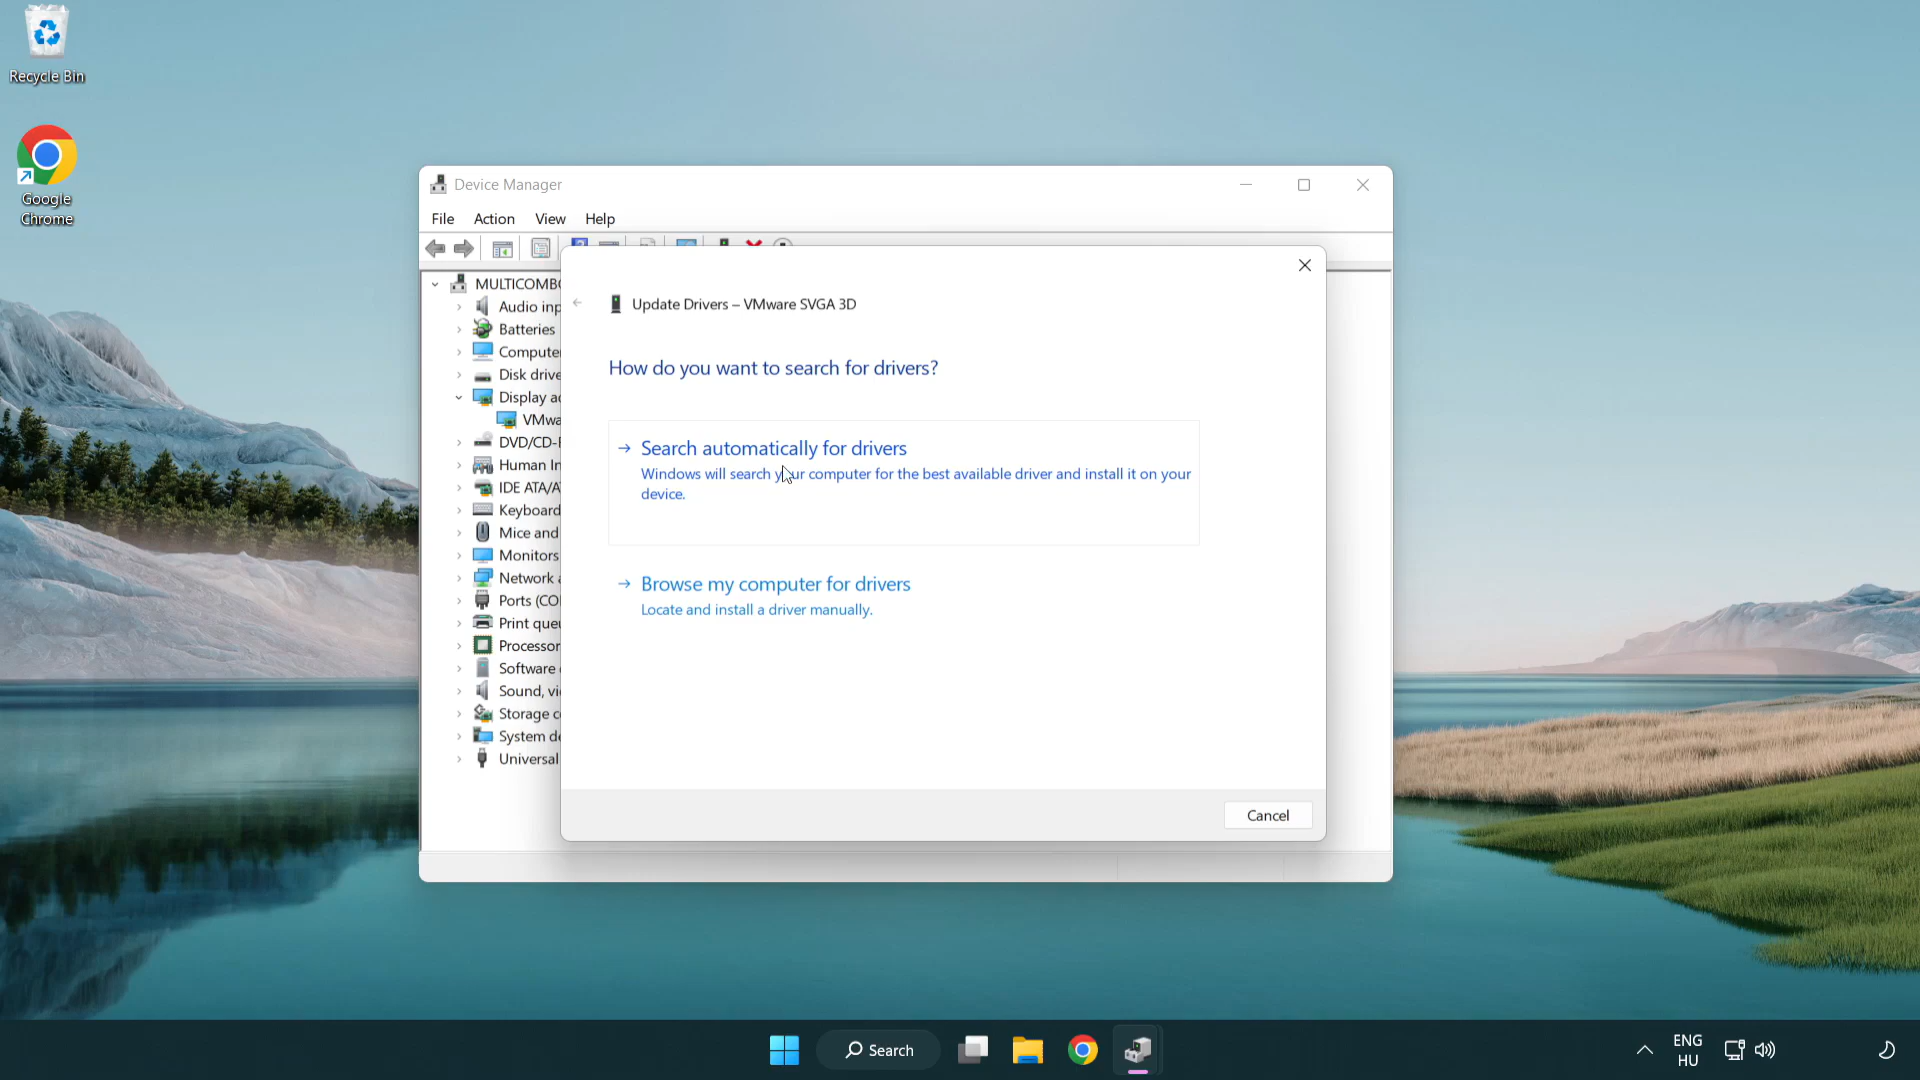 Recycle Bin
Google
Chrome
Device Manager
File Action View Help
MULTICOMBO
Audio inp
Batteries
Compute
Disk drive
Display a
VMwa
DVD/CD-R
Human In
IDE ATA/A
Keyboard
Mice and
Monitors
Network a
Ports (CO
Print que
Processor
Software
Sound, vi
Storage c
System de
Universal
Update Drivers – VMware SVGA 3D
How do you want to search for drivers?
Search automatically for drivers
Windows will search your computer for the best available driver and install it on your
device.
Browse my computer for drivers
Locate and install a driver manually.
Cancel
Search
ENG
HU